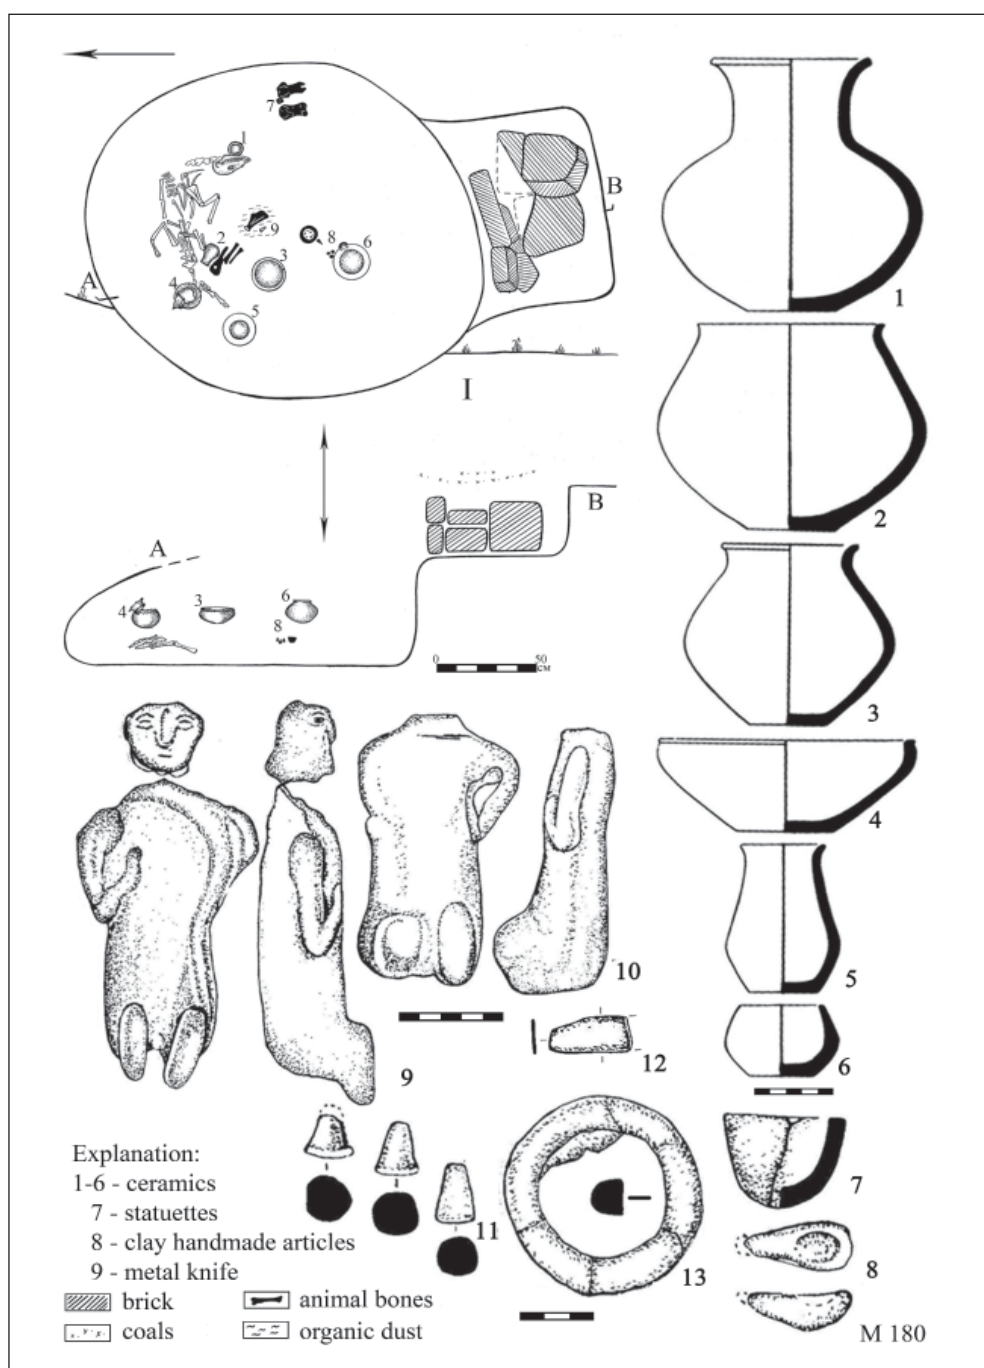 7
1
B
2
9
8
6
3
A
4
5
I
1
2
B
A
4
3
6
8
0
50
см
3
4
10
5
12
6
9
11
13
7
8
Explanation:
1-6 - ceramics
7 - statuettes
8 - clay handmade articles
9 - metal knife
brick
animal bones
coals
organic dust
M 180